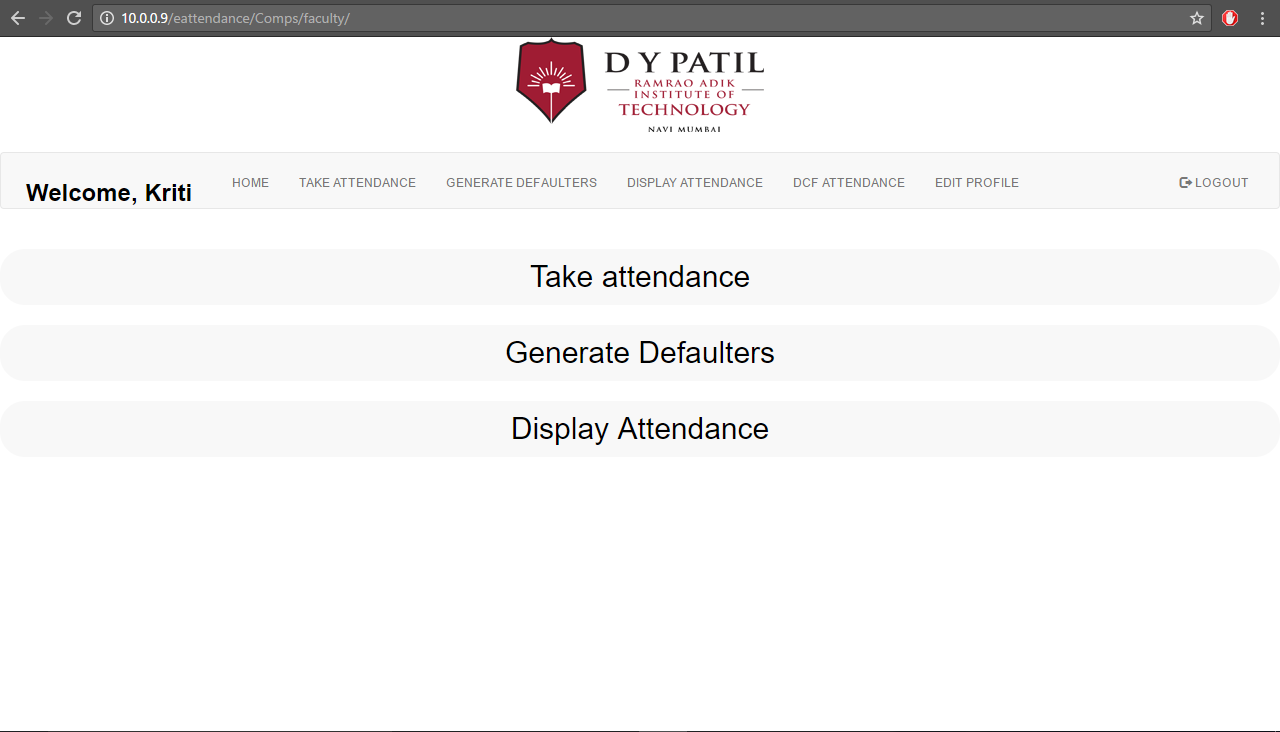 10.0.0.9/eattendance/Comps/faculty/
D Y PATIL
RAMRAO ADIK
INSTITUTE OF
TECHNOLOGY
NAVI MUMBAI
Welcome, Kriti HOME TAKE ATTENDANCE GENERATE DEFAULTERS DISPLAY ATTENDANCE DCF ATTENDANCE EDIT PROFILE LOGOUT
Take attendance
Generate Defaulters
Display Attendance